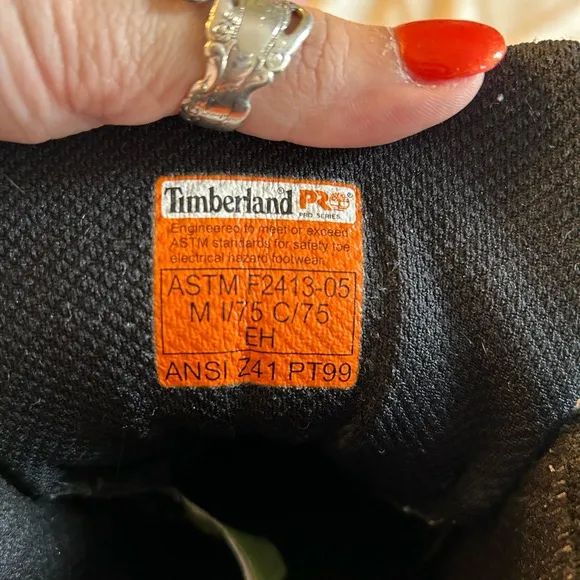 Timberland PRO
PRO SERIES
Engineered to meet or exceed
ASTM standards for safety toe
electrical hazard footwear.
ASTM F2413-05
M I/75 C/75
EH
ANSI Z41 PT99